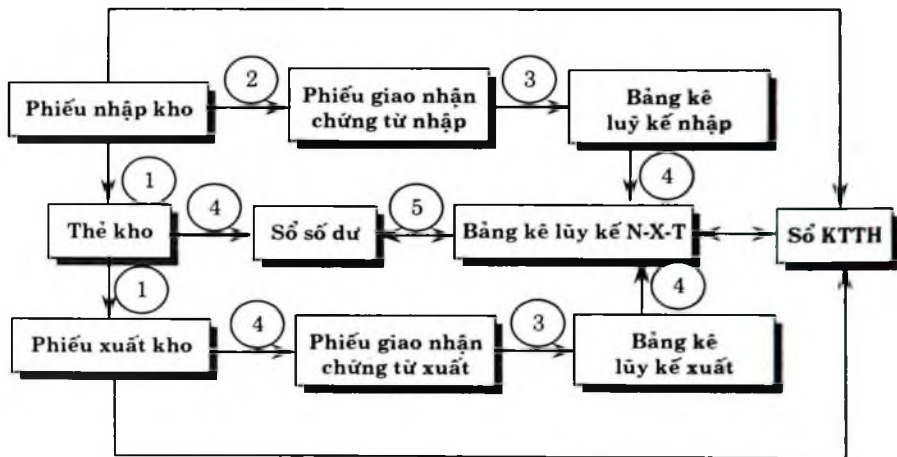 2
3
Phiếu nhập kho
Phiếu giao nhận
chứng từ nhập
Bảng kê
luỹ kế nhập
1
4
5
4
Thẻ kho
Sổ số dư
Bảng kê lũy kế N-X-T
Sổ KTTH
1
4
4
3
Phiếu xuất kho
Phiếu giao nhận
chứng từ xuất
Bảng kê
lũy kế xuất